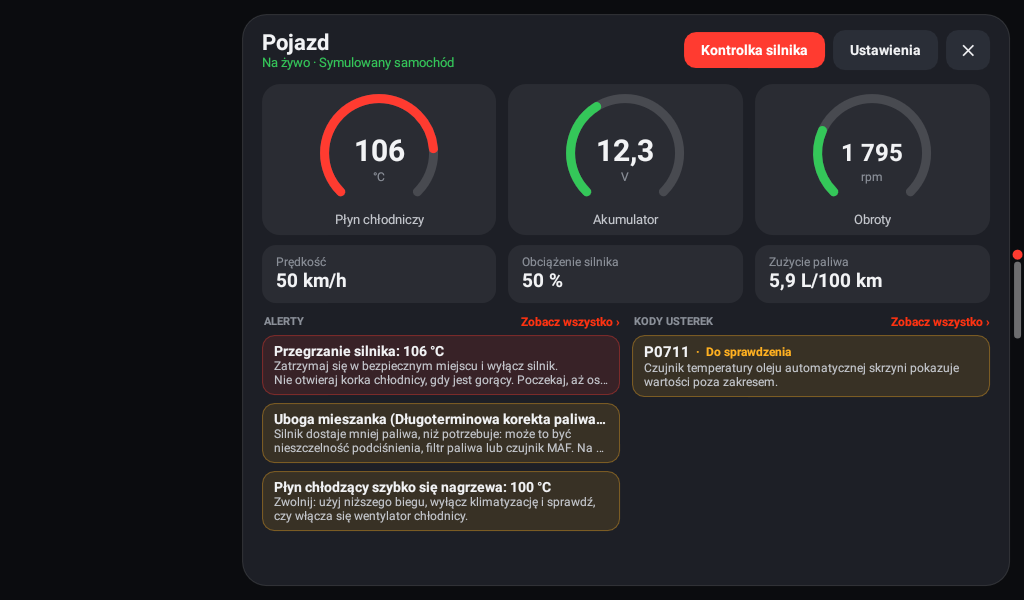 Pojazd
Na żywo · Symulowany samochód
Kontrolka silnika
Ustawienia
106
°C
Płyn chłodniczy
12,3
V
Akumulator
1 795
rpm
Obroty
Prędkość
50 km/h
Obciążenie silnika
50 %
Zużycie paliwa
5,9 L/100 km
ALERTY
Zobacz wszystko ›
Przegrzanie silnika: 106 °C
Zatrzymaj się w bezpiecznym miejscu i wyłącz silnik.
Nie otwieraj korka chłodnicy, gdy jest gorący. Poczekaj, aż os…
Uboga mieszanka (Długoterminowa korekta paliwa…
Silnik dostaje mniej paliwa, niż potrzebuje: może to być
nieszczelność podciśnienia, filtr paliwa lub czujnik MAF. Na …
Płyn chłodzący szybko się nagrzewa: 100 °C
Zwolnij: użyj niższego biegu, wyłącz klimatyzację i sprawdź,
czy włącza się wentylator chłodnicy.
KODY USTEREK
Zobacz wszystko ›
P0711 · Do sprawdzenia
Czujnik temperatury oleju automatycznej skrzyni pokazuje
wartości poza zakresem.